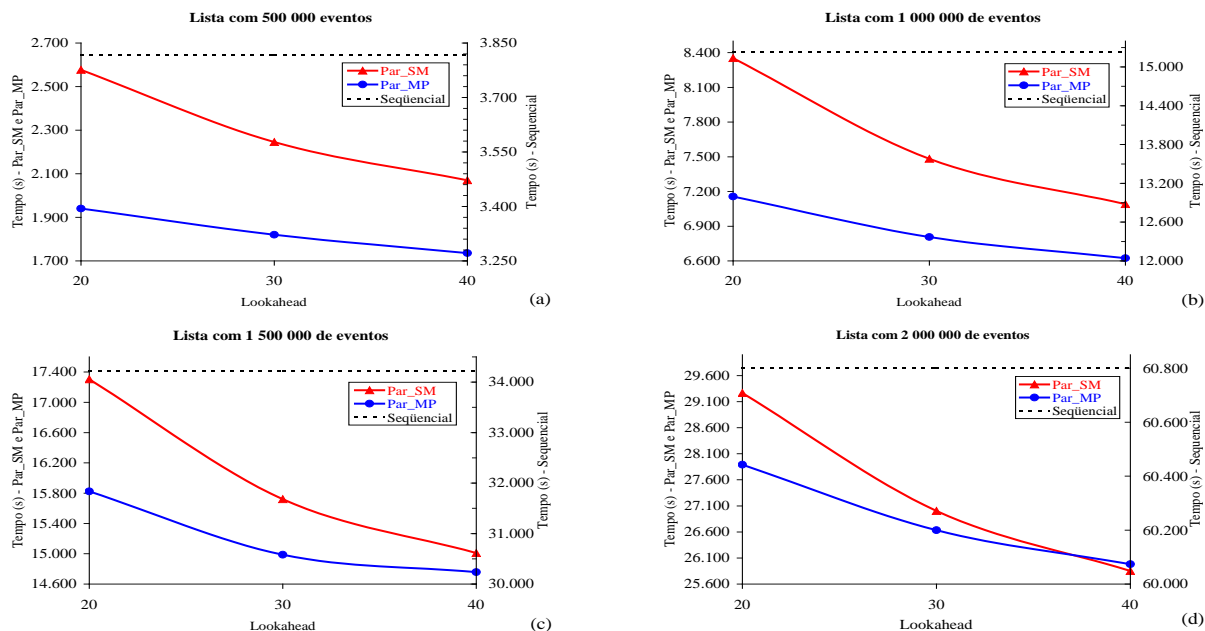 Lista com 500 000 eventos
Tempo (s) - Par_SM e Par_MP
2.700
2.500
2.300
2.100
1.900
1.700
3.850
3.700
3.550
3.400
3.250
Tempo (s) - Sequencial
Par_SM
Par_MP
Seqüencial
20
30
40
Lookahead
(a)
Lista com 1 000 000 de eventos
Tempo (s) - Par_SM e Par_MP
8.400
8.100
7.800
7.500
7.200
6.900
6.600
15.000
14.400
13.800
13.200
12.600
12.000
Tempo (s) - Sequencial
Par_SM
Par_MP
Seqüencial
20
30
40
Lookahead
(b)
Lista com 1 500 000 de eventos
Tempo (s) - Par_SM e Par_MP
17.400
17.000
16.600
16.200
15.800
15.400
15.000
14.600
34.000
33.000
32.000
31.000
30.000
Tempo (s) - Sequencial
Par_SM
Par_MP
Seqüencial
20
30
40
Lookahead
(c)
Lista com 2 000 000 de eventos
Tempo (s) - Par_SM e Par_MP
29.600
29.100
28.600
28.100
27.600
27.100
26.600
26.100
25.600
60.800
60.600
60.400
60.200
60.000
Tempo (s) - Sequencial
Par_SM
Par_MP
Seqüencial
20
30
40
Lookahead
(d)